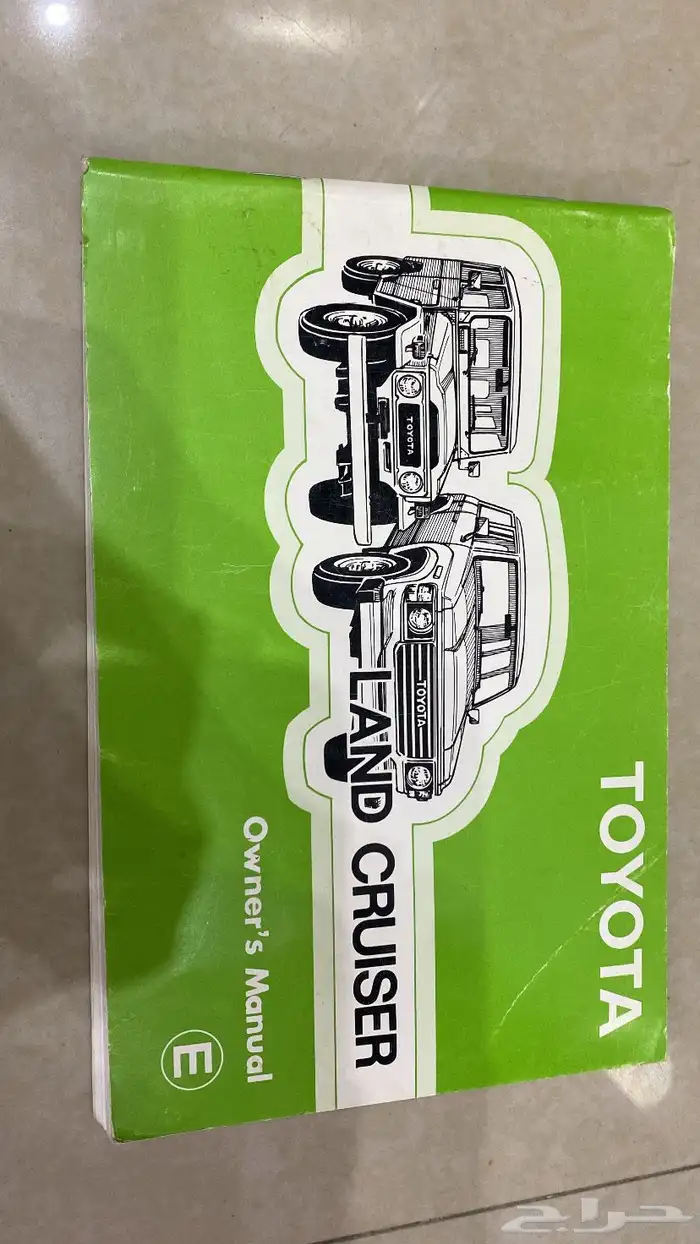 TOYOTA
TOYOTA
TOYOTA
LAND CRUISER
Owner's Manual
E
حراج